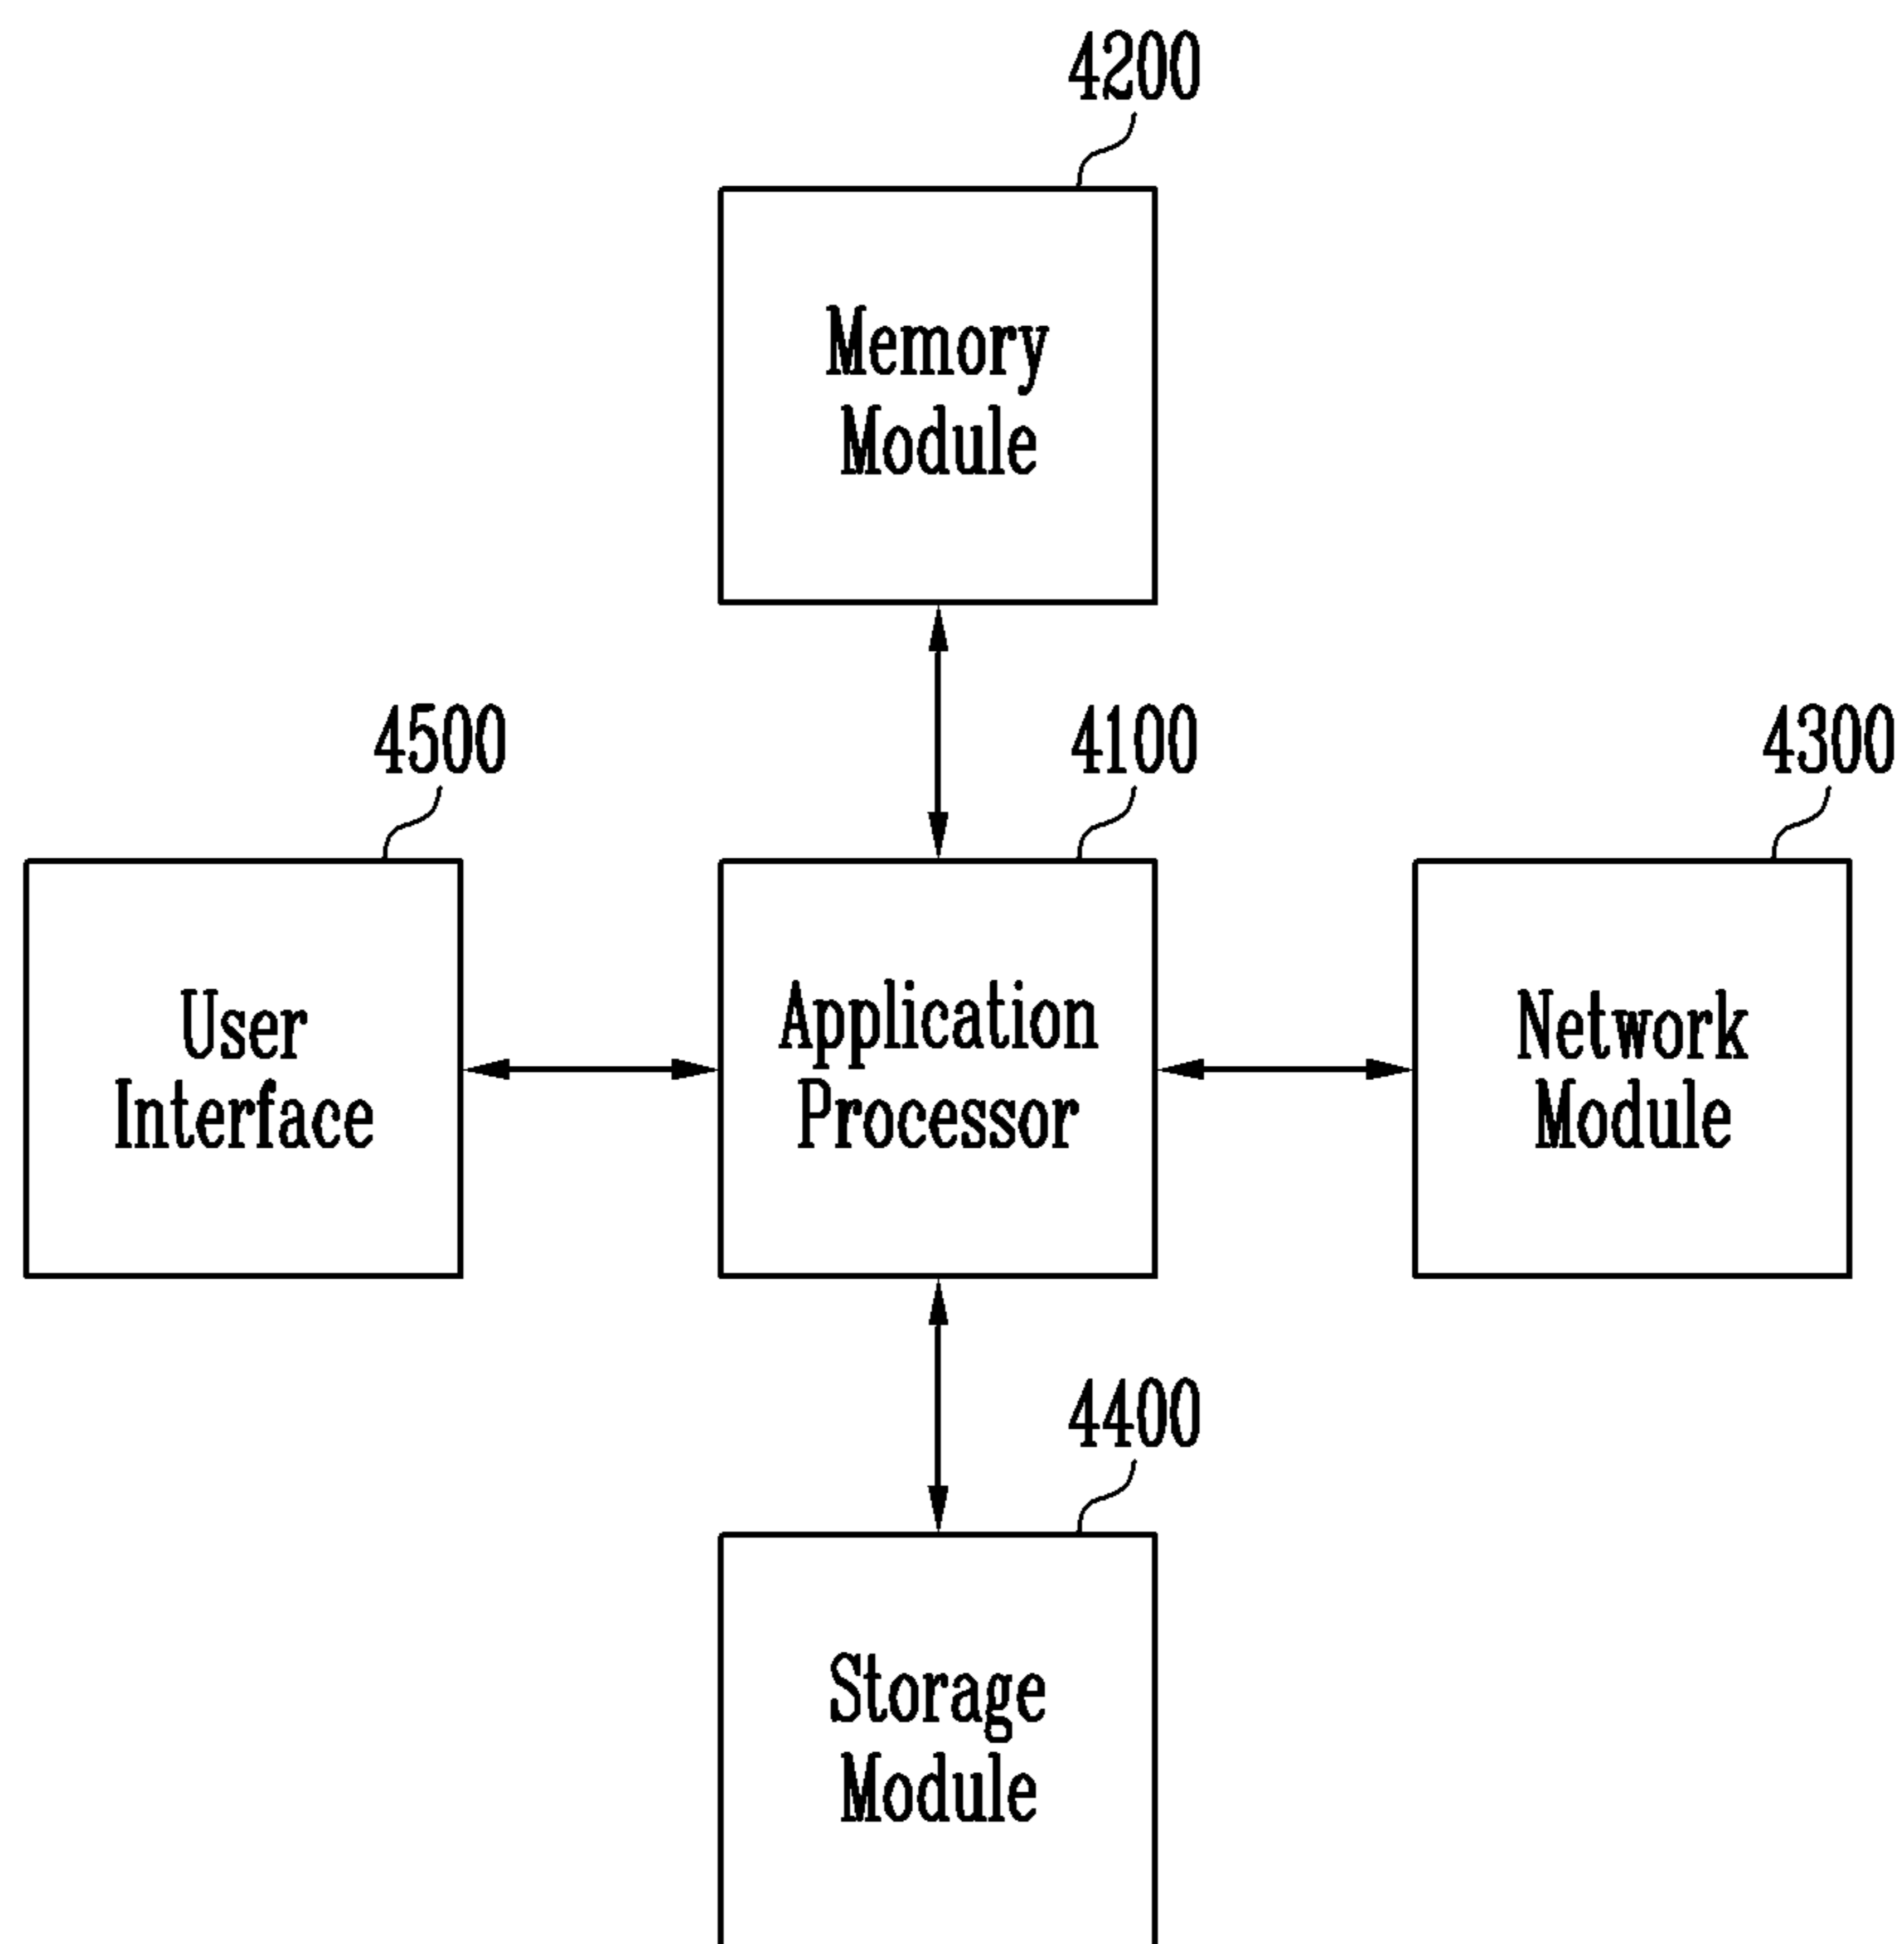 4200
Memory
Module
4500
4100
4300
User
Interface
Application
Processor
Network
Module
4400
Storage
Module